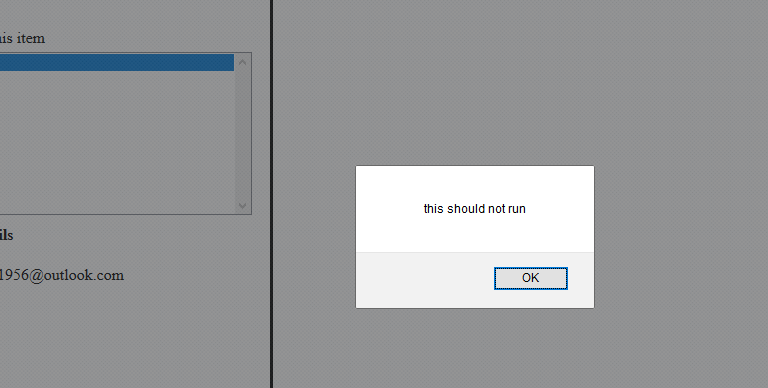 his item
ils
1956@outlook.com
this should not run
OK